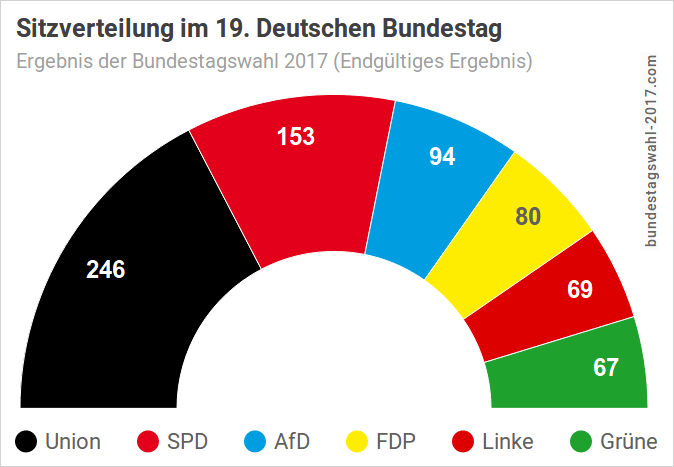 Sitzverteilung im 19. Deutschen Bundestag
Ergebnis der Bundestagswahl 2017 (Endgültiges Ergebnis)
bundestagswahl-2017.com
246
153
94
80
69
67
Union
SPD
AfD
FDP
Linke
Grüne